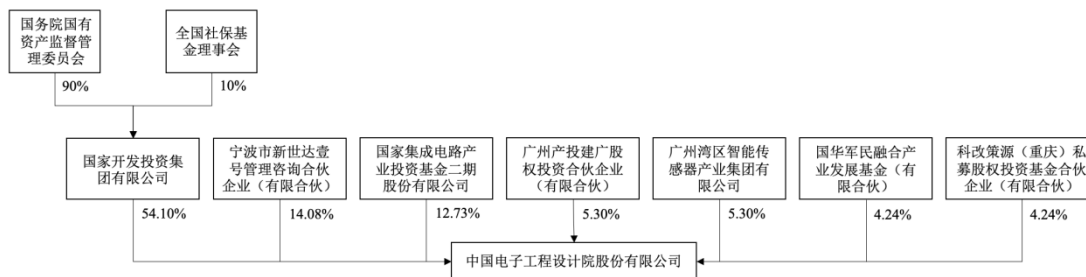 国务院国有
资产监督管
理委员会
全国社保基
金理事会
90%
10%
国家开发投资集
团有限公司
宁波市新世达壹
号管理咨询合伙
企业（有限合伙）
国家集成电路产
业投资基金二期
股份有限公司
广州产投建广股
权投资合伙企业
（有限合伙）
广州湾区智能传
感器产业集团有
限公司
国华军民融合产
业发展基金（有
限合伙）
科改策源（重庆）私
募股权投资基金合伙
企业（有限合伙）
54.10%
14.08%
12.73%
5.30%
5.30%
4.24%
4.24%
中国电子工程设计院股份有限公司